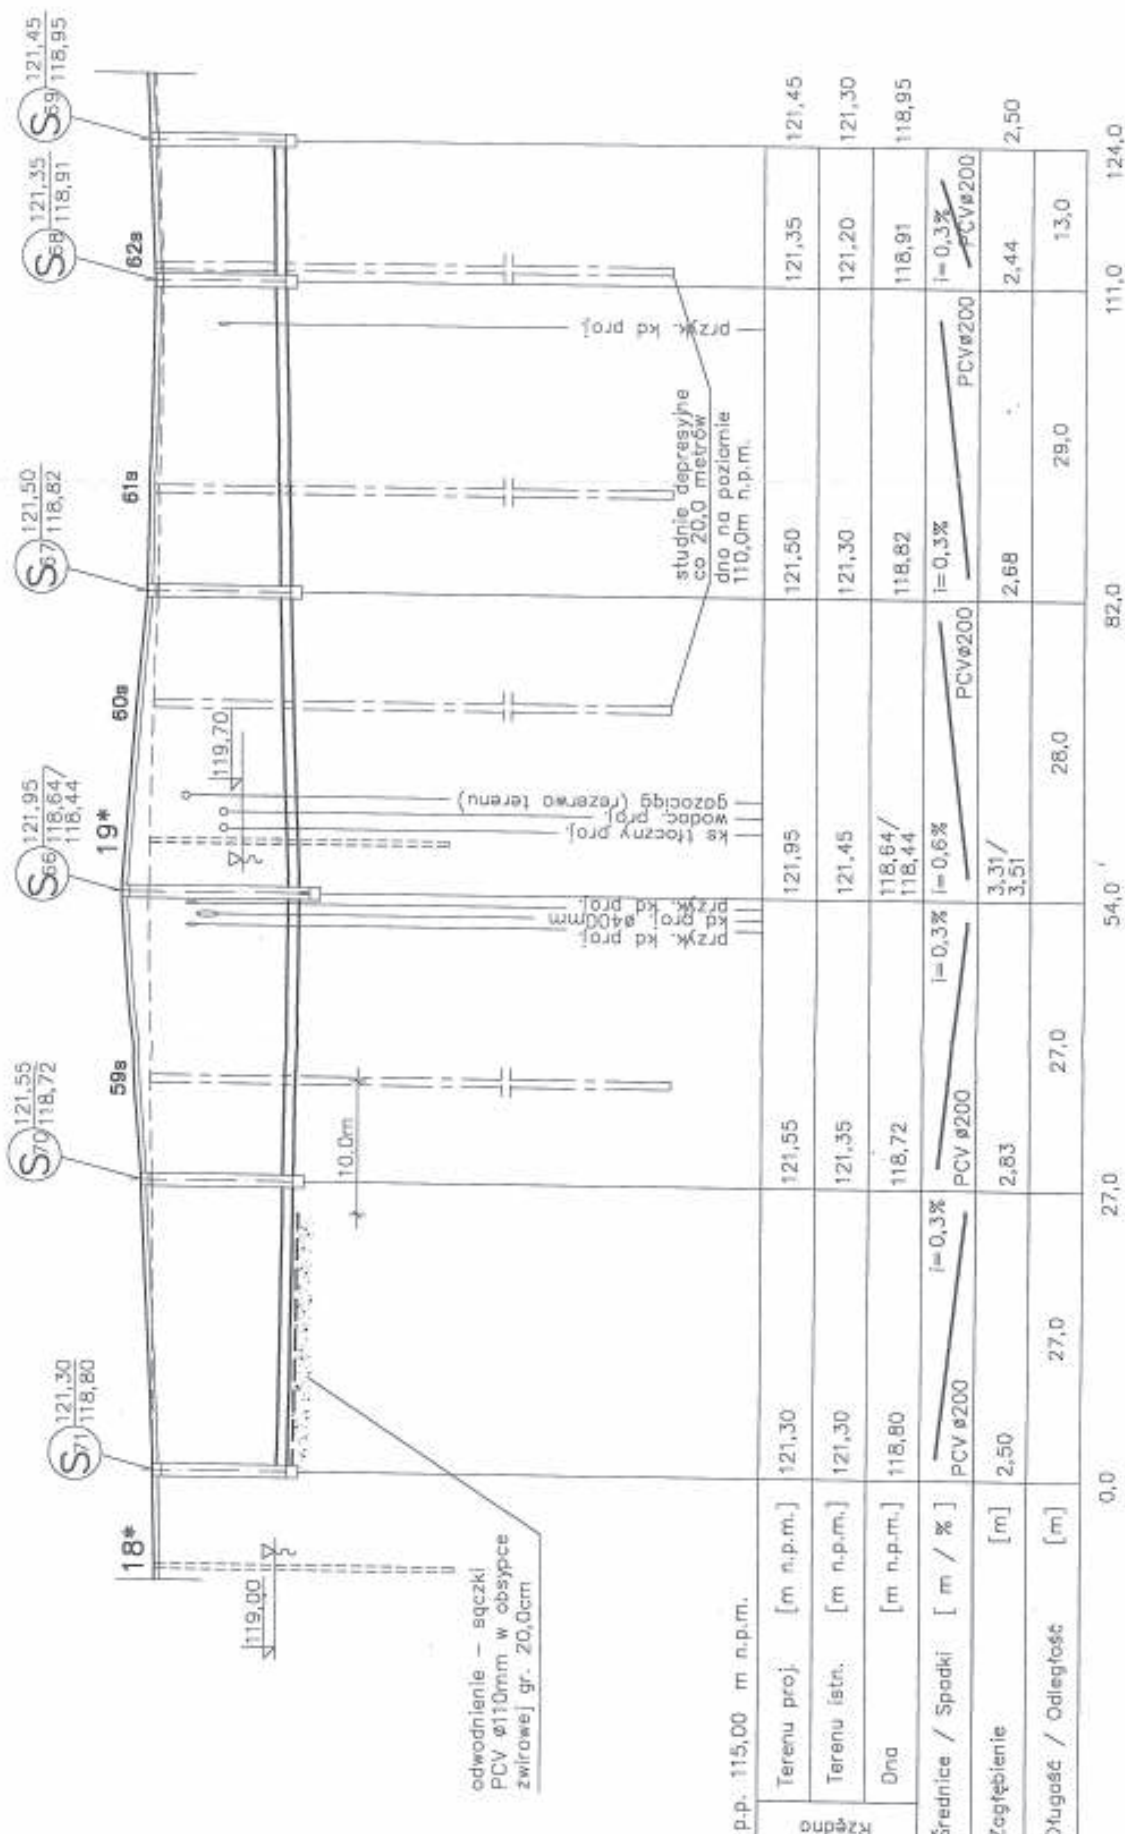 S71 121,30
118,80
S70 121,55
118,72
S66 121,95
118,64/
118,44
S67 121,50
118,82
S68 121,35
118,91
S69 121,45
118,95
18*
59s
19*
60s
61s
62s
119,00
10.0m
119,70
odwodnienie – sączki
PCV ø110mm w obsypce
żwirowej gr. 20,0cm
przyk. kd proj.
kd proj. ø400mm
przyk. kd proj.
ks tłoczny proj.
wodoc. proj.
gazociąg (rezerwa terenu)
przyk. kd proj.
studnie depresyjne
co 20,0 metrów
dno na poziomie
110,0m n.p.m.
p.p. 115,00 m n.p.m.
Rzędna
Terenu proj. [m n.p.m.] 121,30 121,55 121,95 121,50 121,35 121,45
Terenu istn. [m n.p.m.] 121,30 121,35 121,45 121,30 121,20 121,30
Dna [m n.p.m.] 118,80 118,72 118,64/ 118,82 118,91 118,95
118,44
Średnice / Spadki [ m / % ] i=0,3% i=0,3% i=0,6% i=0,3% i=0,3%
PCV ø200 PCV ø200 PCVø200 PCVø200 PCVø200
Zagłębienie [m] 2,50 2,83 3,31/ 2,68 2,44 2,50
3,51
Długość / Odległość [m] 27,0 27,0 28,0 29,0 13,0
0,0 27,0 54,0 82,0 111,0 124,0